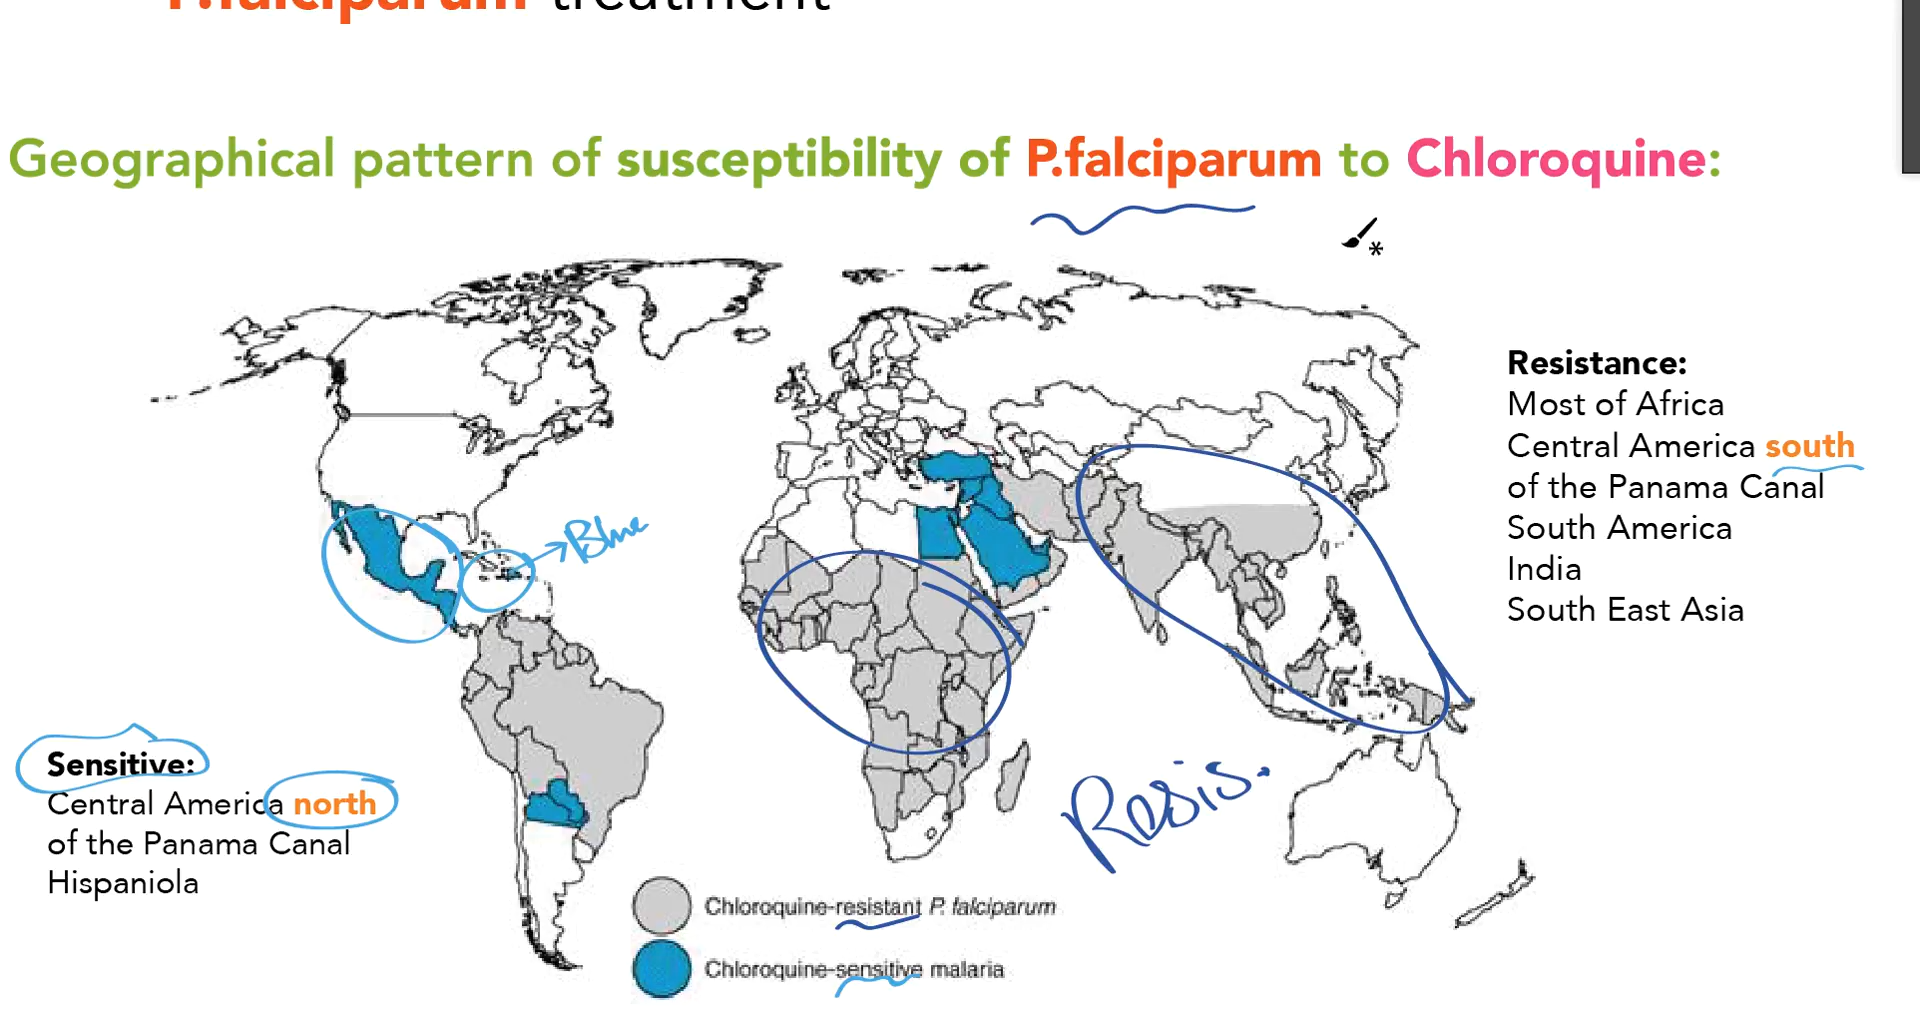 P.falciparum treatment
Geographical pattern of susceptibility of P.falciparum to Chloroquine:
Resistance:
Most of Africa
Central America south
of the Panama Canal
South America
India
South East Asia
Blue
Resis.
Sensitive:
Central America north
of the Panama Canal
Hispaniola
Chloroquine-resistant P. falciparum
Chloroquine-sensitive malaria